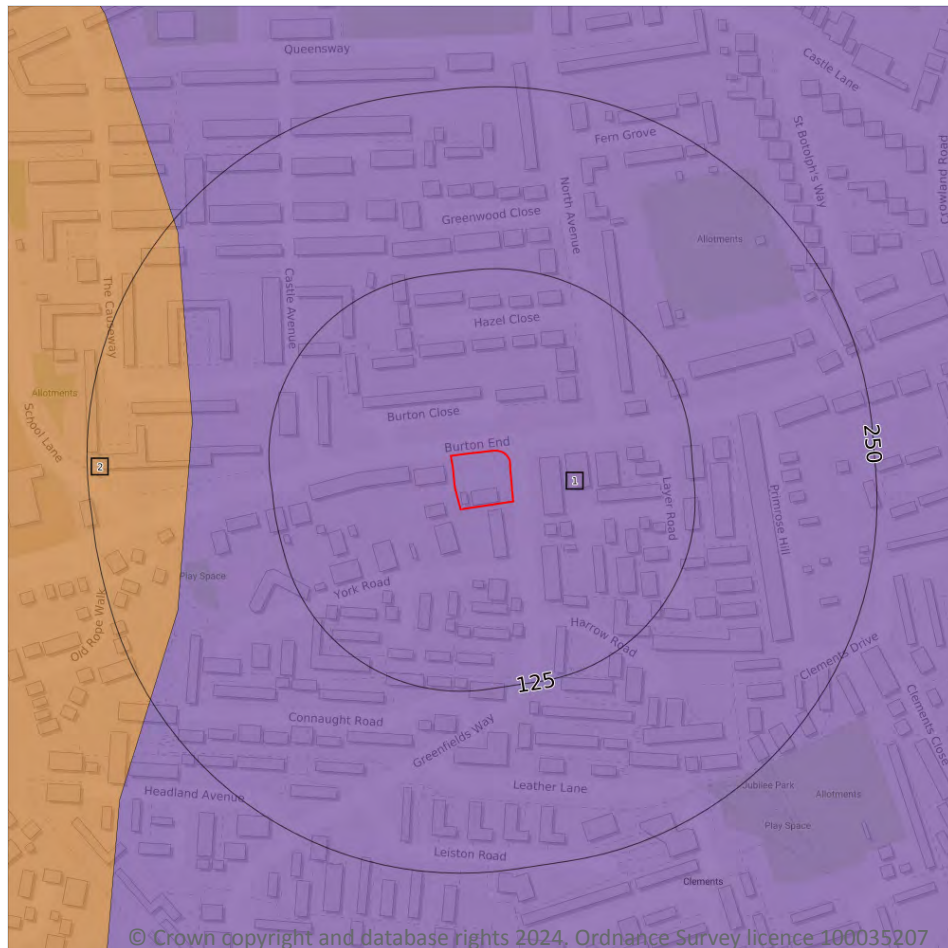 Queensway
Castle Lane
Fern Grove
St Botolph's Way
Rowland Road
North Avenue
Greenwood Close
Allotments
The Causeway
Castle Avenue
Hazel Close
Allotments
School Lane
Burton Close
Burton End
250
2
1
Layer Road
Primrose Hill
Play Space
York Road
Old Rope Walk
Harrow Road
125
Clements Drive
Clements Close
Connaught Road
Greenfields Way
Leather Lane
Jubilee Park
Allotments
Headland Avenue
Play Space
Leiston Road
Clements
© Crown copyright and database rights 2024, Ordnance Survey licence 100035207